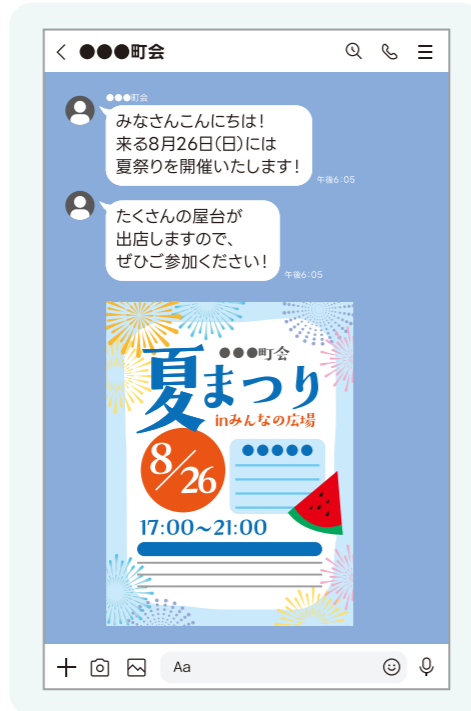 ●●●町会
●●●町会
みなさんこんにちは！
来る8月26日(日)には
夏祭りを開催いたします！
午後6:05
たくさんの屋台が
出店しますので、
ぜひご参加ください！
午後6:05
●●●町会
夏まつり
inみんなの広場
8/26
●●●●●
17:00〜21:00
Aa